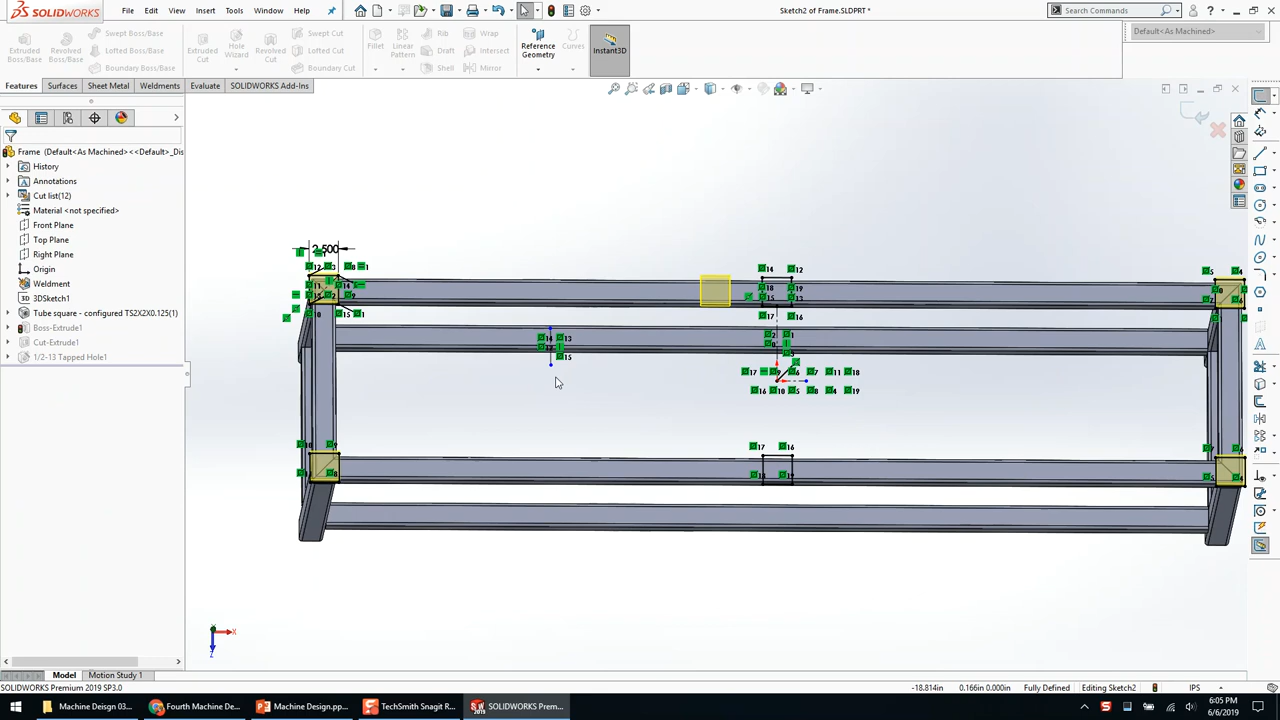 SOLIDWORKS
File
Edit
View
Insert
Tools
Window
Help
Sketch2 of Frame.SLDPRT *
Search Commands
Extruded Boss/Base
Revolved Boss/Base
Swept Boss/Base
Lofted Boss/Base
Boundary Boss/Base
Extruded Cut
Hole Wizard
Revolved Cut
Swept Cut
Lofted Cut
Boundary Cut
Fillet
Linear Pattern
Rib
Draft
Shell
Wrap
Intersect
Mirror
Reference Geometry
Curves
Instant3D
Default<As Machined>
Features
Surfaces
Sheet Metal
Weldments
Evaluate
SOLIDWORKS Add-Ins
Frame (Default<As Machined><<Default>_Dis
History
Annotations
Cut list(12)
Material <not specified>
Front Plane
Top Plane
Right Plane
Origin
Weldment
3DSketch1
Tube square - configured TS2X2X0.125(1)
Boss-Extrude1
Cut-Extrude1
1/2-13 Tapped Hole1
2.500
X
Z
Model
Motion Study 1
SOLIDWORKS Premium 2019 SP3.0
-18.814in
0.166in 0.000in
Fully Defined
Editing Sketch2
IPS
Machine Deisgn 03...
Fourth Machine De...
Machine Design.pp...
TechSmith Snagit R...
SOLIDWORKS Prem...
6:05 PM
6/6/2019